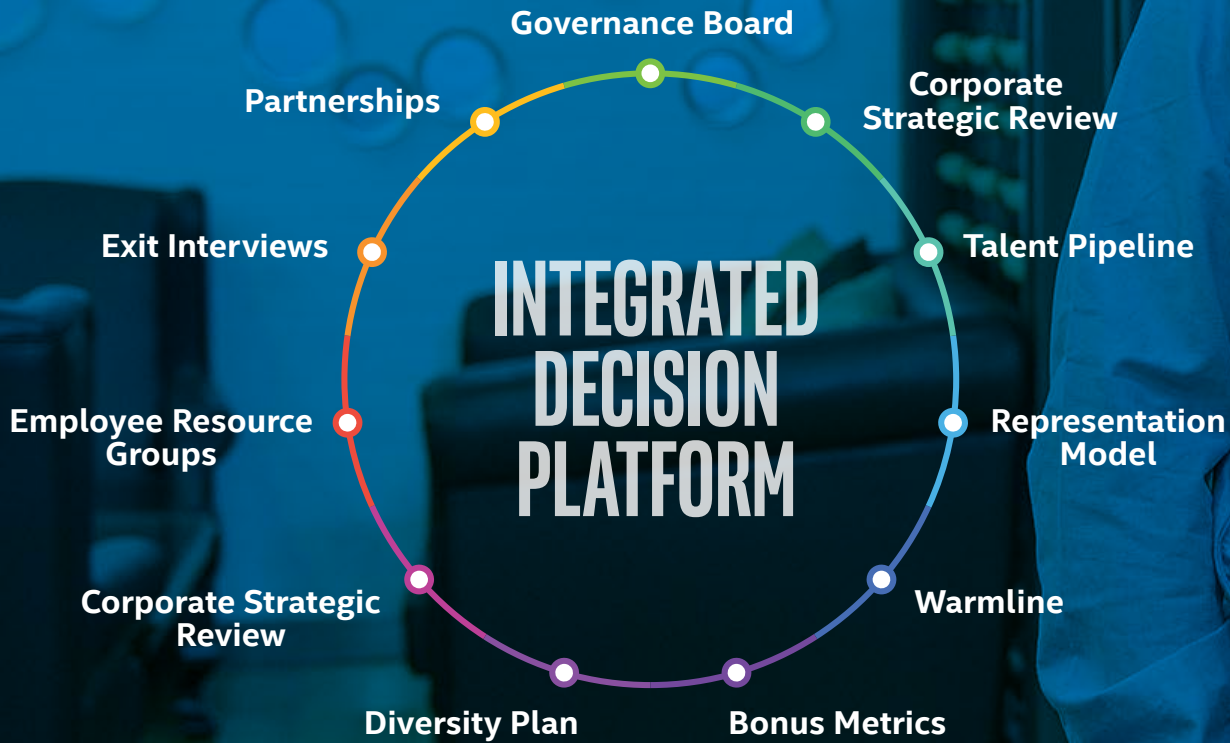 Governance Board
Corporate
Strategic Review
Talent Pipeline
Representation
Model
Warmline
Bonus Metrics
Diversity Plan
Corporate Strategic
Review
Employee Resource
Groups
Exit Interviews
Partnerships
INTEGRATED
DECISION
PLATFORM